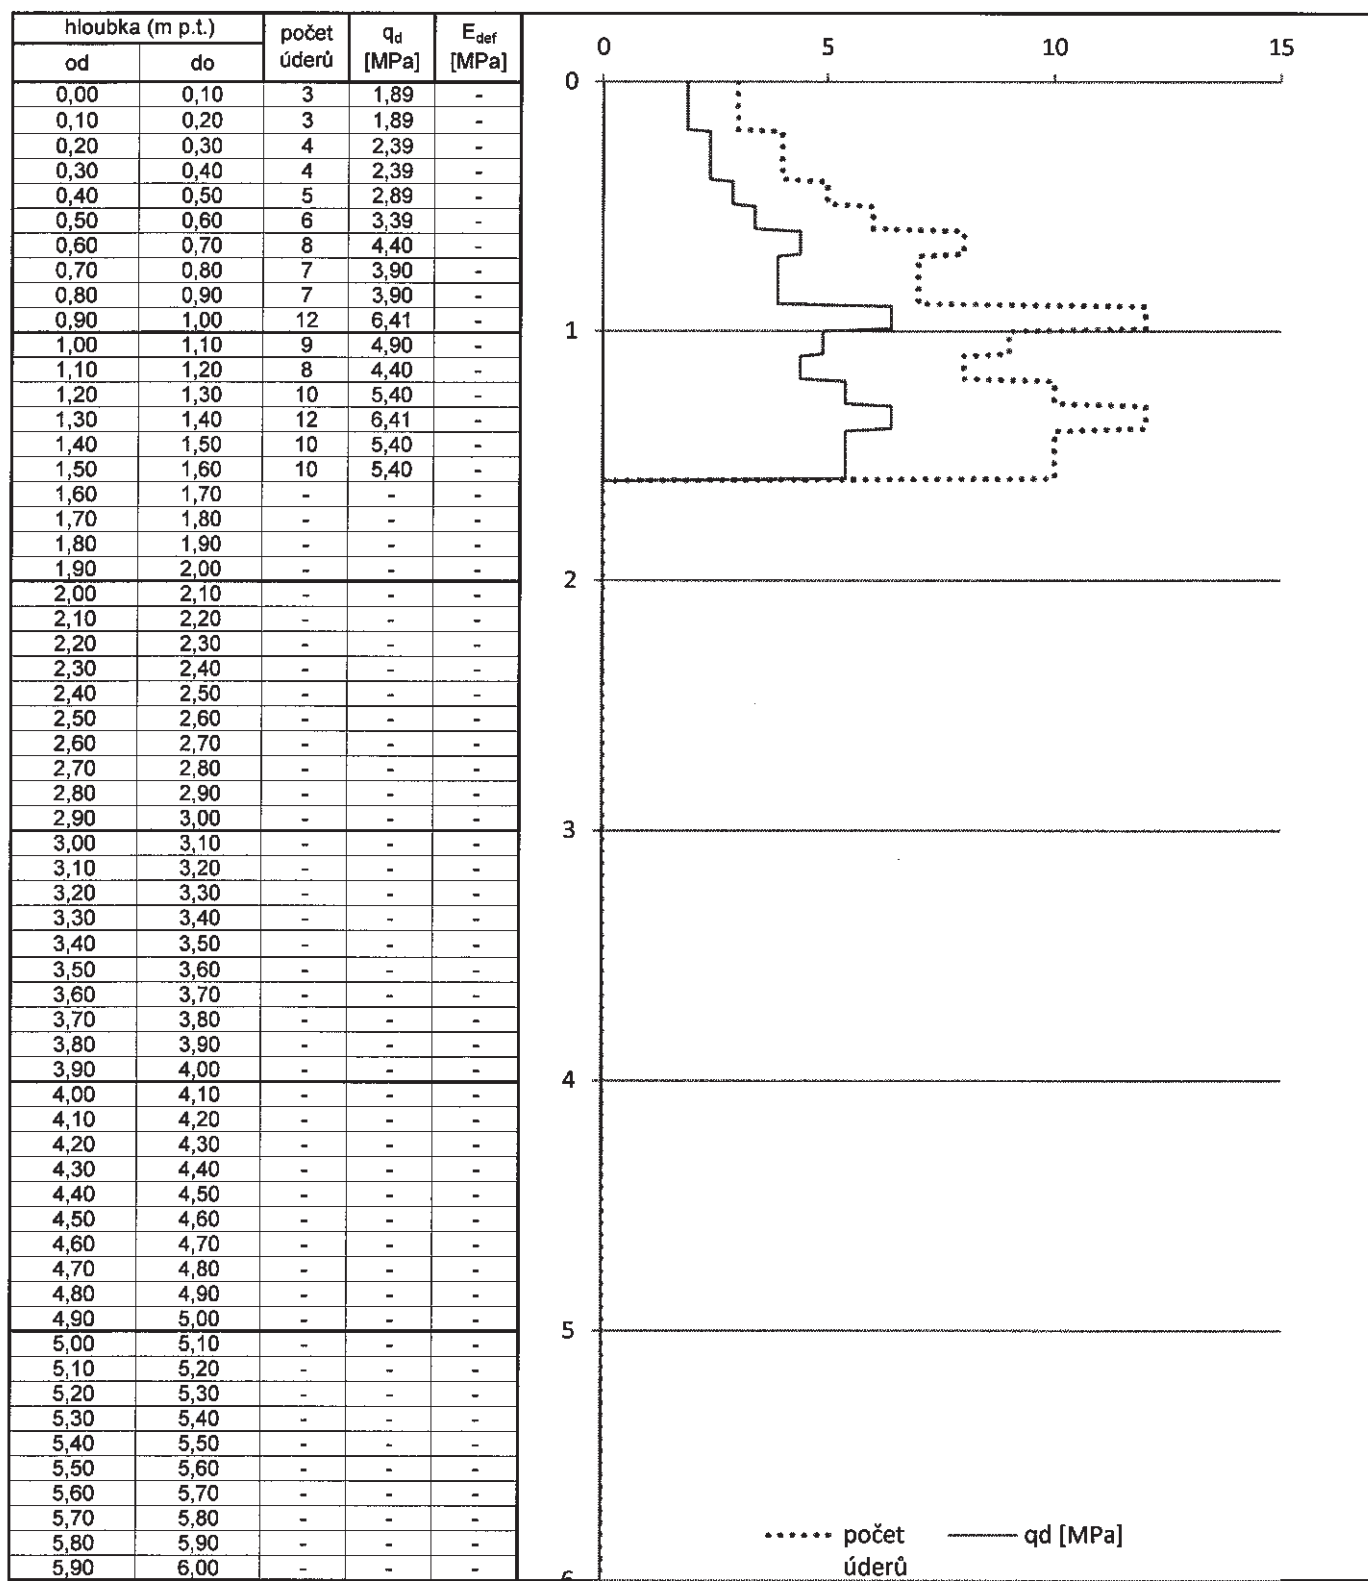 hloubka (m p.t.) počet qd Edef
od do úderů [MPa] [MPa]
0,00 0,10 3 1,89 -
0,10 0,20 3 1,89 -
0,20 0,30 4 2,39 -
0,30 0,40 4 2,39 -
0,40 0,50 5 2,89 -
0,50 0,60 6 3,39 -
0,60 0,70 8 4,40 -
0,70 0,80 7 3,90 -
0,80 0,90 7 3,90 -
0,90 1,00 12 6,41 -
1,00 1,10 9 4,90 -
1,10 1,20 8 4,40 -
1,20 1,30 10 5,40 -
1,30 1,40 12 6,41 -
1,40 1,50 10 5,40 -
1,50 1,60 10 5,40 -
1,60 1,70 - - -
1,70 1,80 - - -
1,80 1,90 - - -
1,90 2,00 - - -
2,00 2,10 - - -
2,10 2,20 - - -
2,20 2,30 - - -
2,30 2,40 - - -
2,40 2,50 - - -
2,50 2,60 - - -
2,60 2,70 - - -
2,70 2,80 - - -
2,80 2,90 - - -
2,90 3,00 - - -
3,00 3,10 - - -
3,10 3,20 - - -
3,20 3,30 - - -
3,30 3,40 - - -
3,40 3,50 - - -
3,50 3,60 - - -
3,60 3,70 - - -
3,70 3,80 - - -
3,80 3,90 - - -
3,90 4,00 - - -
4,00 4,10 - - -
4,10 4,20 - - -
4,20 4,30 - - -
4,30 4,40 - - -
4,40 4,50 - - -
4,50 4,60 - - -
4,60 4,70 - - -
4,70 4,80 - - -
4,80 4,90 - - -
4,90 5,00 - - -
5,00 5,10 - - -
5,10 5,20 - - -
5,20 5,30 - - -
5,30 5,40 - - -
5,40 5,50 - - -
5,50 5,60 - - -
5,60 5,70 - - -
5,70 5,80 - - -
5,80 5,90 - - -
5,90 6,00 - - -
0 5 10 15
0
1
2
3
4
5
6
počet
úderů
qd [MPa]